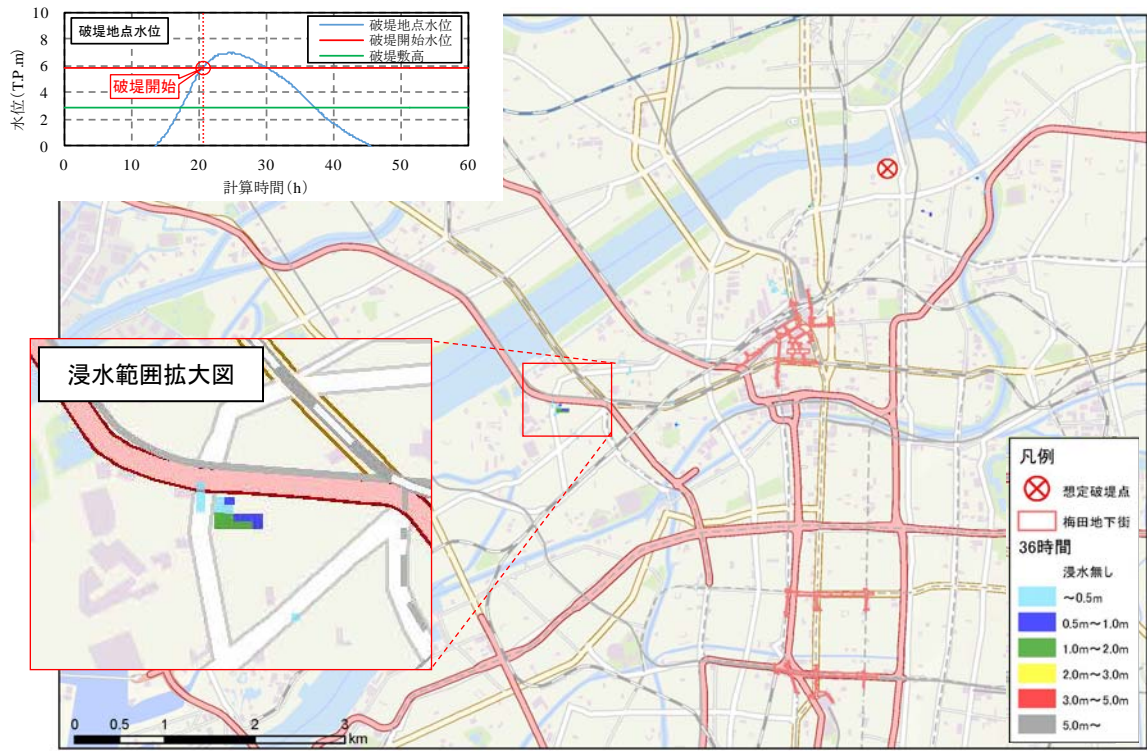 破堤地点水位
破堤地点水位
破堤開始水位
破堤敷高
破堤開始
水位(T.P.m)
10
8
6
4
2
0
0 10 20 30 40 50 60
計算時間(h)
浸水範囲拡大図
凡例
想定破堤点
梅田地下街
36時間
浸水無し
～0.5m
0.5m～1.0m
1.0m～2.0m
2.0m～3.0m
3.0m～5.0m
5.0m～
0 0.5 1 2 3
km